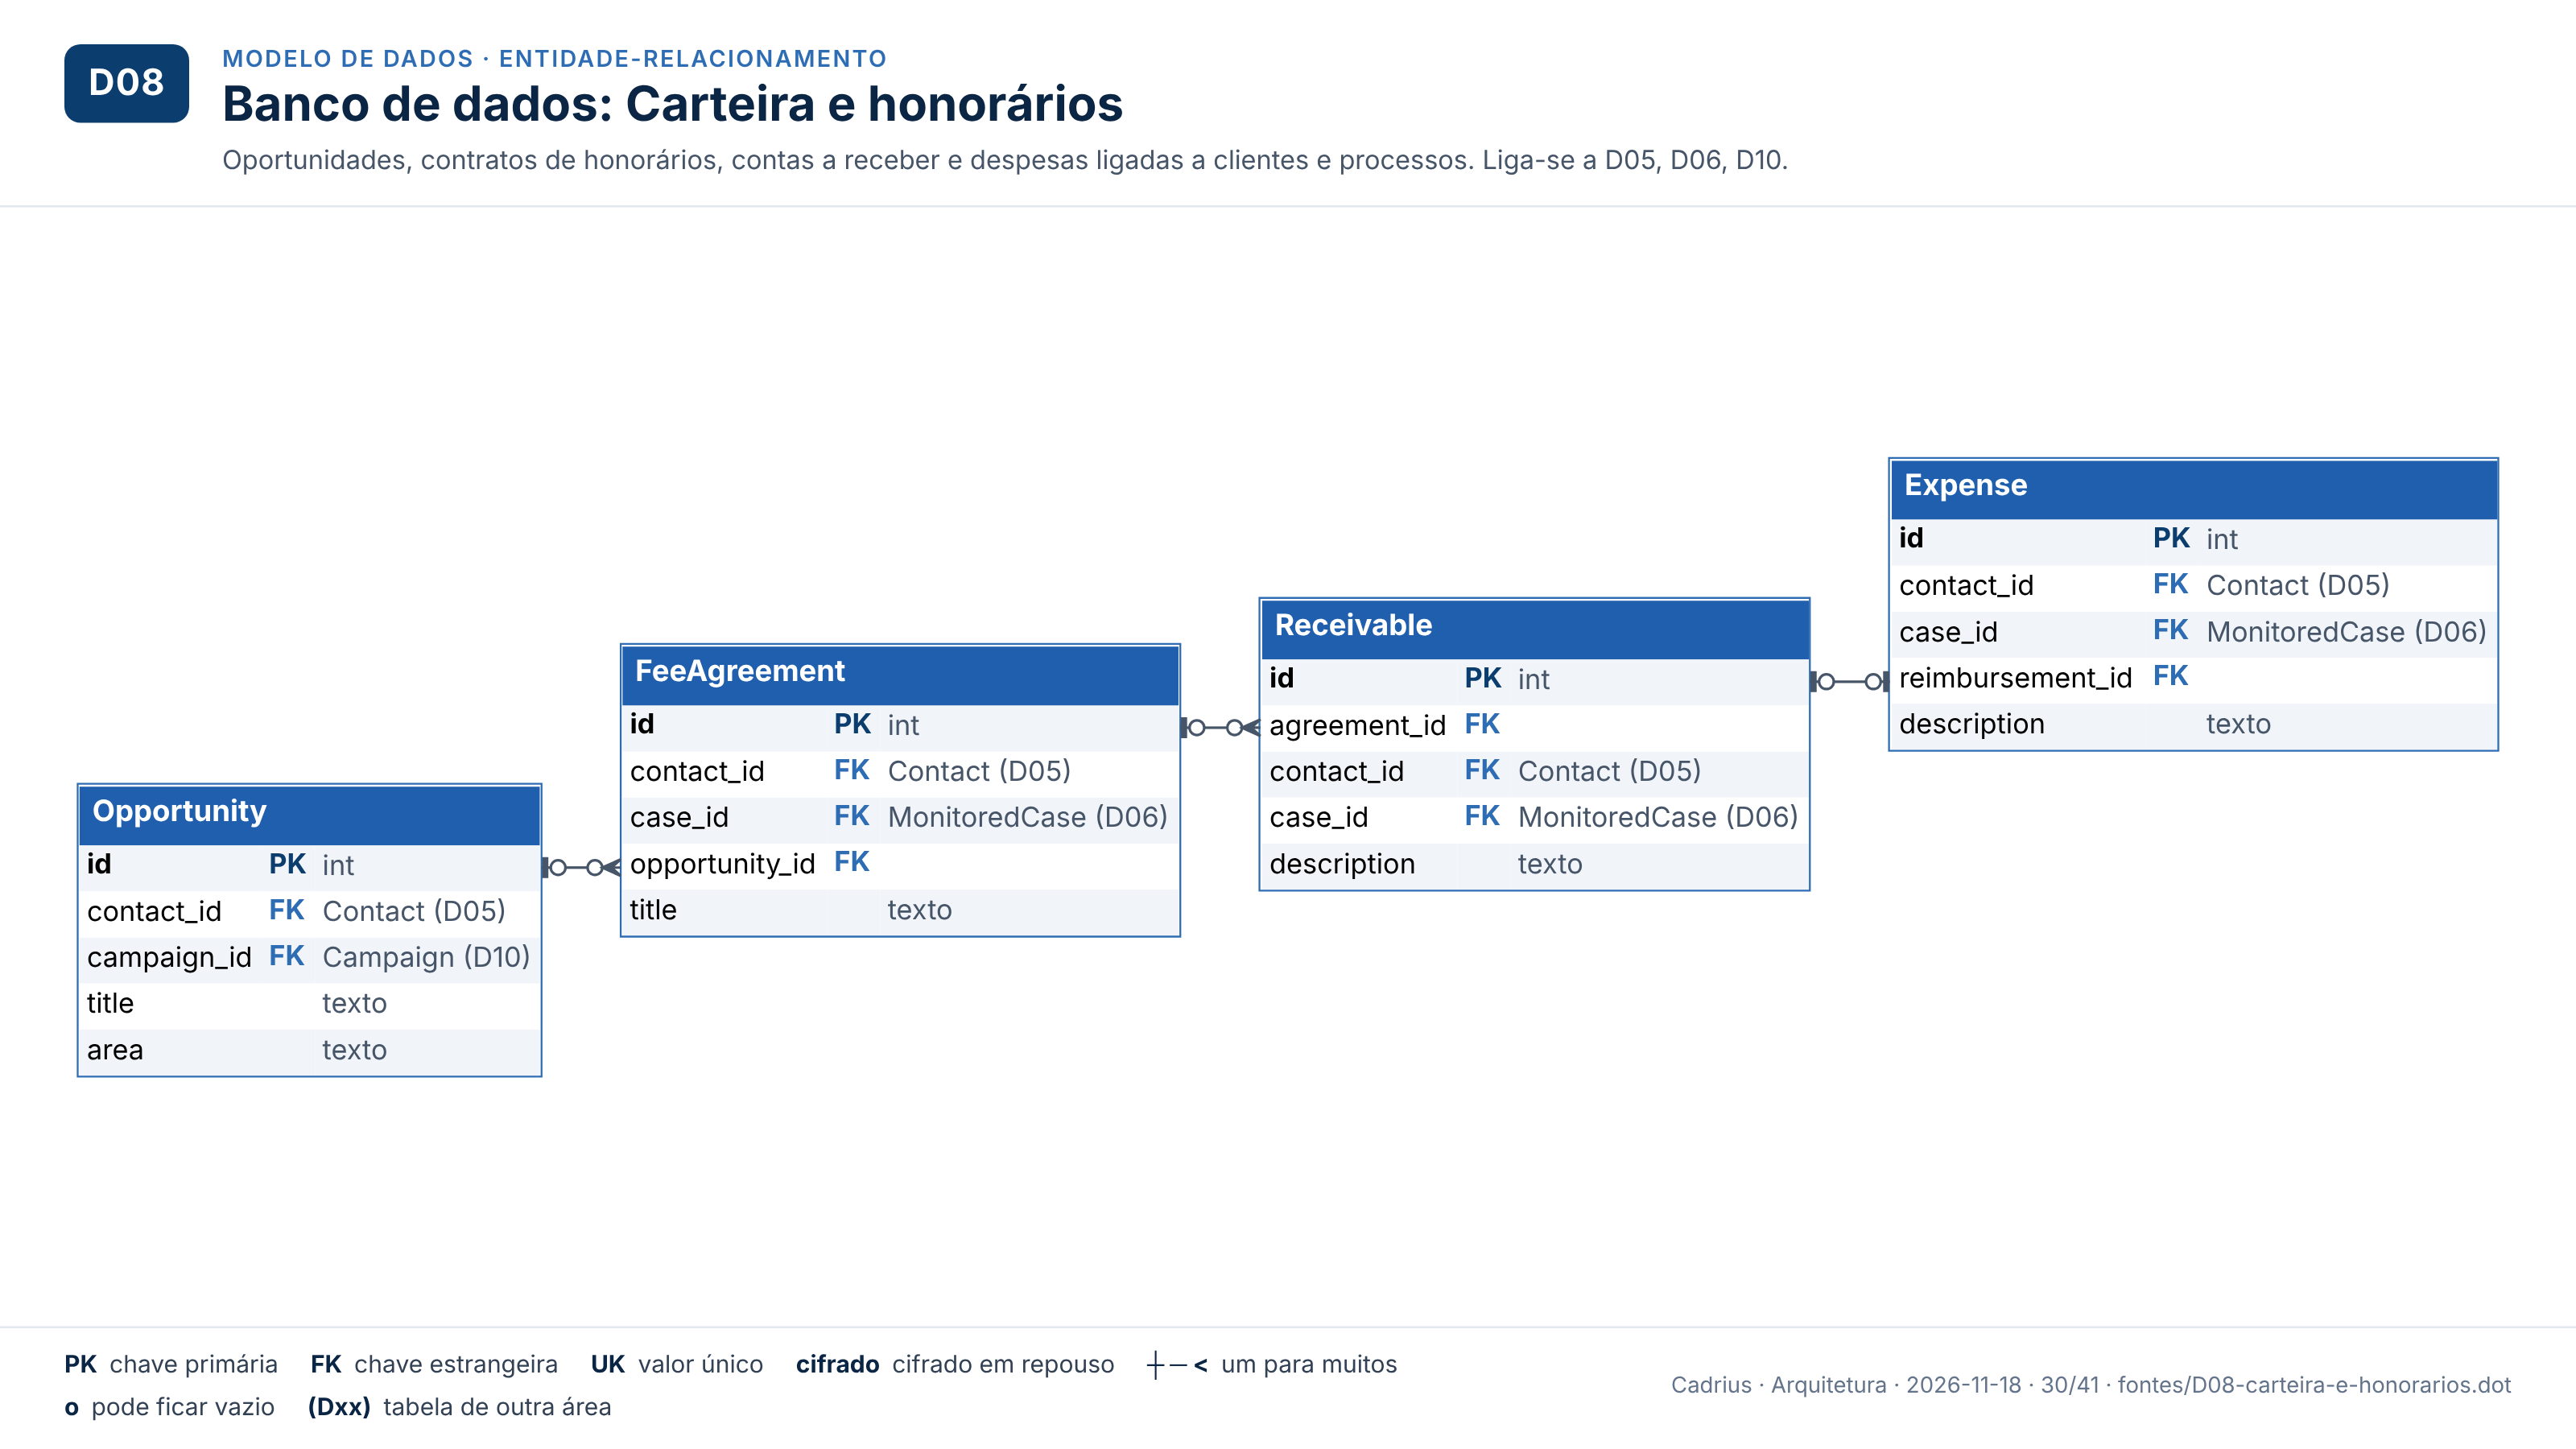 D08
MODELO DE DADOS · ENTIDADE-RELACIONAMENTO
Banco de dados: Carteira e honorários
Oportunidades, contratos de honorários, contas a receber e despesas ligadas a clientes e processos. Liga-se a D05, D06, D10.
Opportunity
id PK int
contact_id FK Contact (D05)
campaign_id FK Campaign (D10)
title texto
area texto
FeeAgreement
id PK int
contact_id FK Contact (D05)
case_id FK MonitoredCase (D06)
opportunity_id FK
title texto
Receivable
id PK int
agreement_id FK
contact_id FK Contact (D05)
case_id FK MonitoredCase (D06)
description texto
Expense
id PK int
contact_id FK Contact (D05)
case_id FK MonitoredCase (D06)
reimbursement_id FK
description texto
PK chave primária FK chave estrangeira UK valor único cifrado cifrado em repouso ┼─< um para muitos
o pode ficar vazio (Dxx) tabela de outra área
Cadrius · Arquitetura · 2026-11-18 · 30/41 · fontes/D08-carteira-e-honorarios.dot